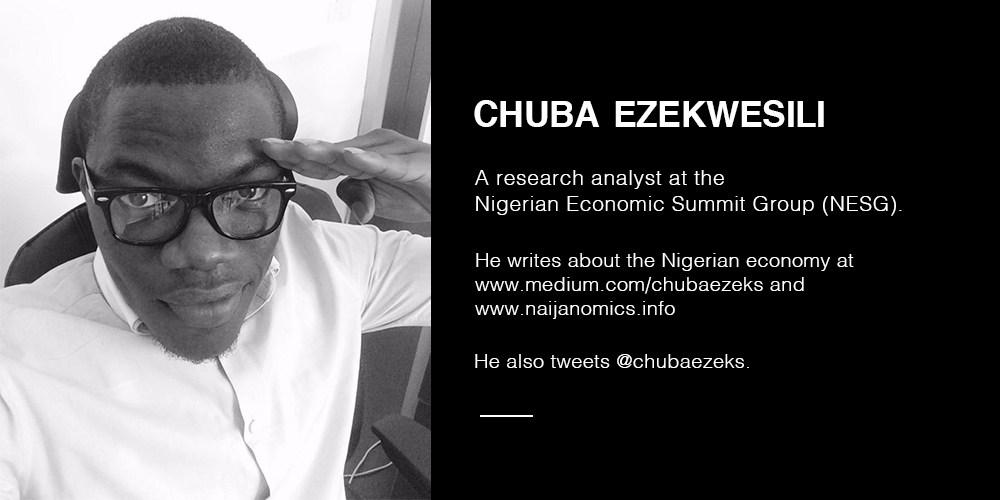 CHUBA EZEKWESILI
A research analyst at the
Nigerian Economic Summit Group (NESG).
He writes about the Nigerian economy at
www.medium.com/chubaezeks and
www.naijanomics.info
He also tweets @chubaezeks.